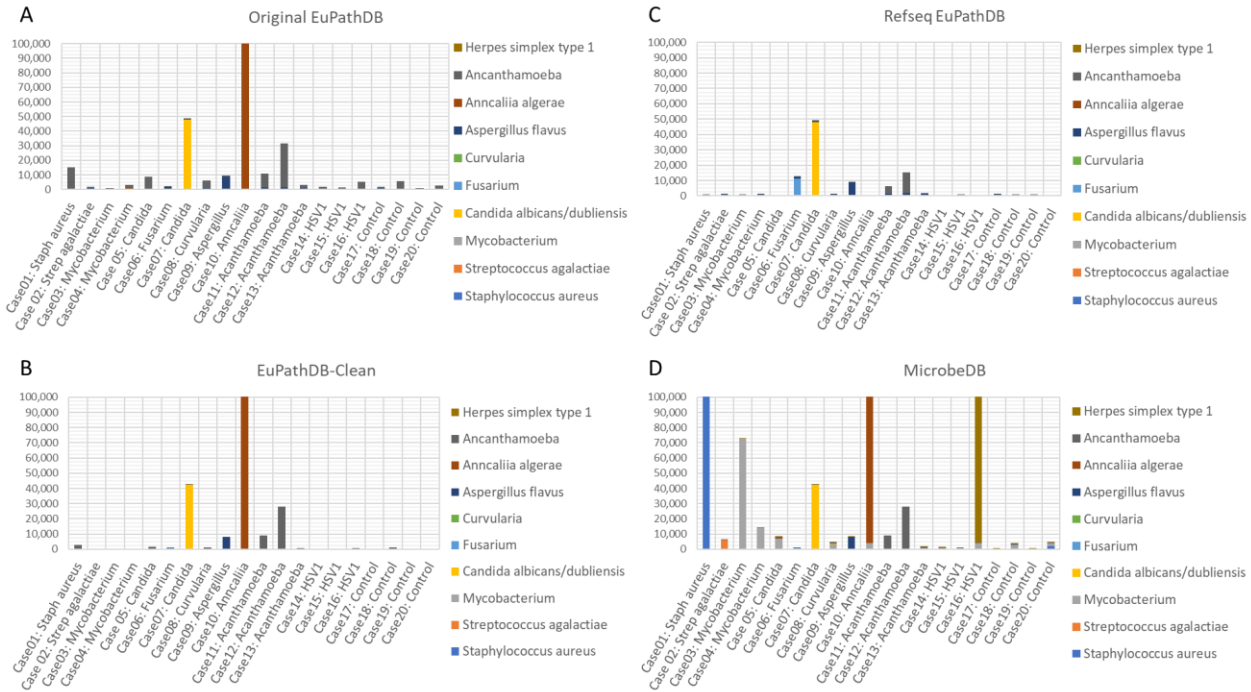 A
Original EuPathDB
100,000
90,000
80,000
70,000
60,000
50,000
40,000
30,000
20,000
10,000
0
Case01: Staph aureus
Case 02: Strep agalactiae
Case03: Mycobacterium
Case04: Mycobacterium
Case 05: Candida
Case06: Fusarium
Case07: Candida
Case08: Curvularia
Case09: Aspergillus
Case10: Anncaliia
Case11: Acanthamoeba
Case12: Acanthamoeba
Case13: Acanthamoeba
Case14: HSV1
Case15: HSV1
Case16: HSV1
Case17: Control
Case18: Control
Case19: Control
Case20: Control
Herpes simplex type 1
Ancanthamoeba
Anncaliia algerae
Aspergillus flavus
Curvularia
Fusarium
Candida albicans/dubliensis
Mycobacterium
Streptococcus agalactiae
Staphylococcus aureus
C
Refseq EuPathDB
100,000
90,000
80,000
70,000
60,000
50,000
40,000
30,000
20,000
10,000
0
Case01: Staph aureus
Case 02: Strep agalactiae
Case03: Mycobacterium
Case04: Mycobacterium
Case 05: Candida
Case06: Fusarium
Case07: Candida
Case08: Curvularia
Case09: Aspergillus
Case10: Anncaliia
Case11: Acanthamoeba
Case12: Acanthamoeba
Case13: Acanthamoeba
Case14: HSV1
Case15: HSV1
Case16: HSV1
Case17: Control
Case18: Control
Case19: Control
Case20: Control
Herpes simplex type 1
Ancanthamoeba
Anncaliia algerae
Aspergillus flavus
Curvularia
Fusarium
Candida albicans/dubliensis
Mycobacterium
Streptococcus agalactiae
Staphylococcus aureus
B
EuPathDB-Clean
100,000
90,000
80,000
70,000
60,000
50,000
40,000
30,000
20,000
10,000
0
Case01: Staph aureus
Case 02: Strep agalactiae
Case03: Mycobacterium
Case04: Mycobacterium
Case 05: Candida
Case06: Fusarium
Case07: Candida
Case08: Curvularia
Case09: Aspergillus
Case10: Anncaliia
Case11: Acanthamoeba
Case12: Acanthamoeba
Case13: Acanthamoeba
Case14: HSV1
Case15: HSV1
Case16: HSV1
Case17: Control
Case18: Control
Case19: Control
Case20: Control
Herpes simplex type 1
Ancanthamoeba
Anncaliia algerae
Aspergillus flavus
Curvularia
Fusarium
Candida albicans/dubliensis
Mycobacterium
Streptococcus agalactiae
Staphylococcus aureus
D
MicrobeDB
100,000
90,000
80,000
70,000
60,000
50,000
40,000
30,000
20,000
10,000
0
Case01: Staph aureus
Case 02: Strep agalactiae
Case03: Mycobacterium
Case04: Mycobacterium
Case 05: Candida
Case06: Fusarium
Case07: Candida
Case08: Curvularia
Case09: Aspergillus
Case10: Anncaliia
Case11: Acanthamoeba
Case12: Acanthamoeba
Case13: Acanthamoeba
Case14: HSV1
Case15: HSV1
Case16: HSV1
Case17: Control
Case18: Control
Case19: Control
Case20: Control
Herpes simplex type 1
Ancanthamoeba
Anncaliia algerae
Aspergillus flavus
Curvularia
Fusarium
Candida albicans/dubliensis
Mycobacterium
Streptococcus agalactiae
Staphylococcus aureus